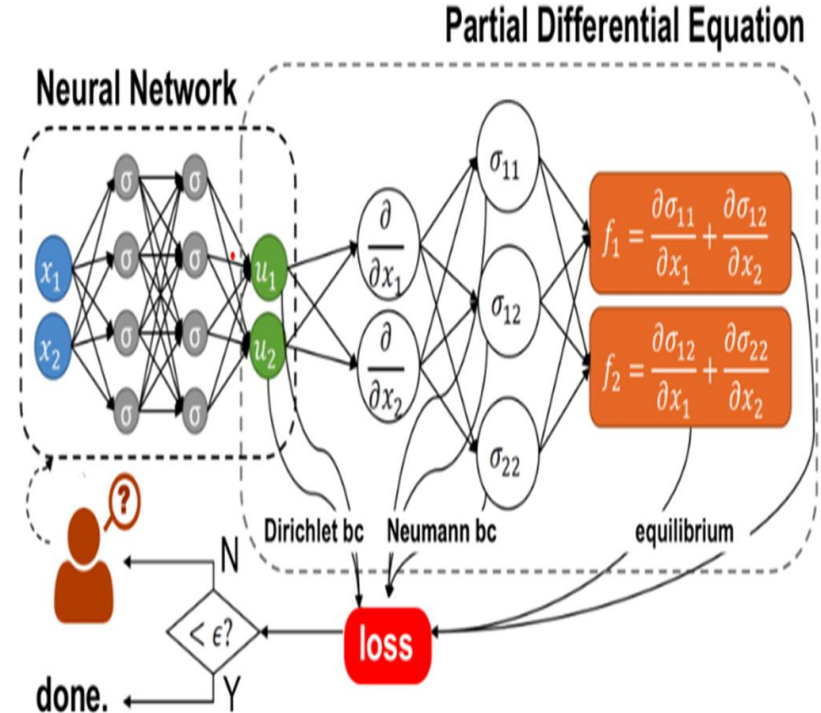 Partial Differential Equation
Neural Network
x₁
x₂
σ σ
σ σ
σ σ
σ σ
u₁
u₂
∂/∂x₁
∂/∂x₂
σ₁₁
σ₁₂
σ₂₂
f₁ = ∂σ₁₁/∂x₁ + ∂σ₁₂/∂x₂
f₂ = ∂σ₁₂/∂x₁ + ∂σ₂₂/∂x₂
?
Dirichlet bc
Neumann bc
equilibrium
N
< ϵ?
loss
Y
done.